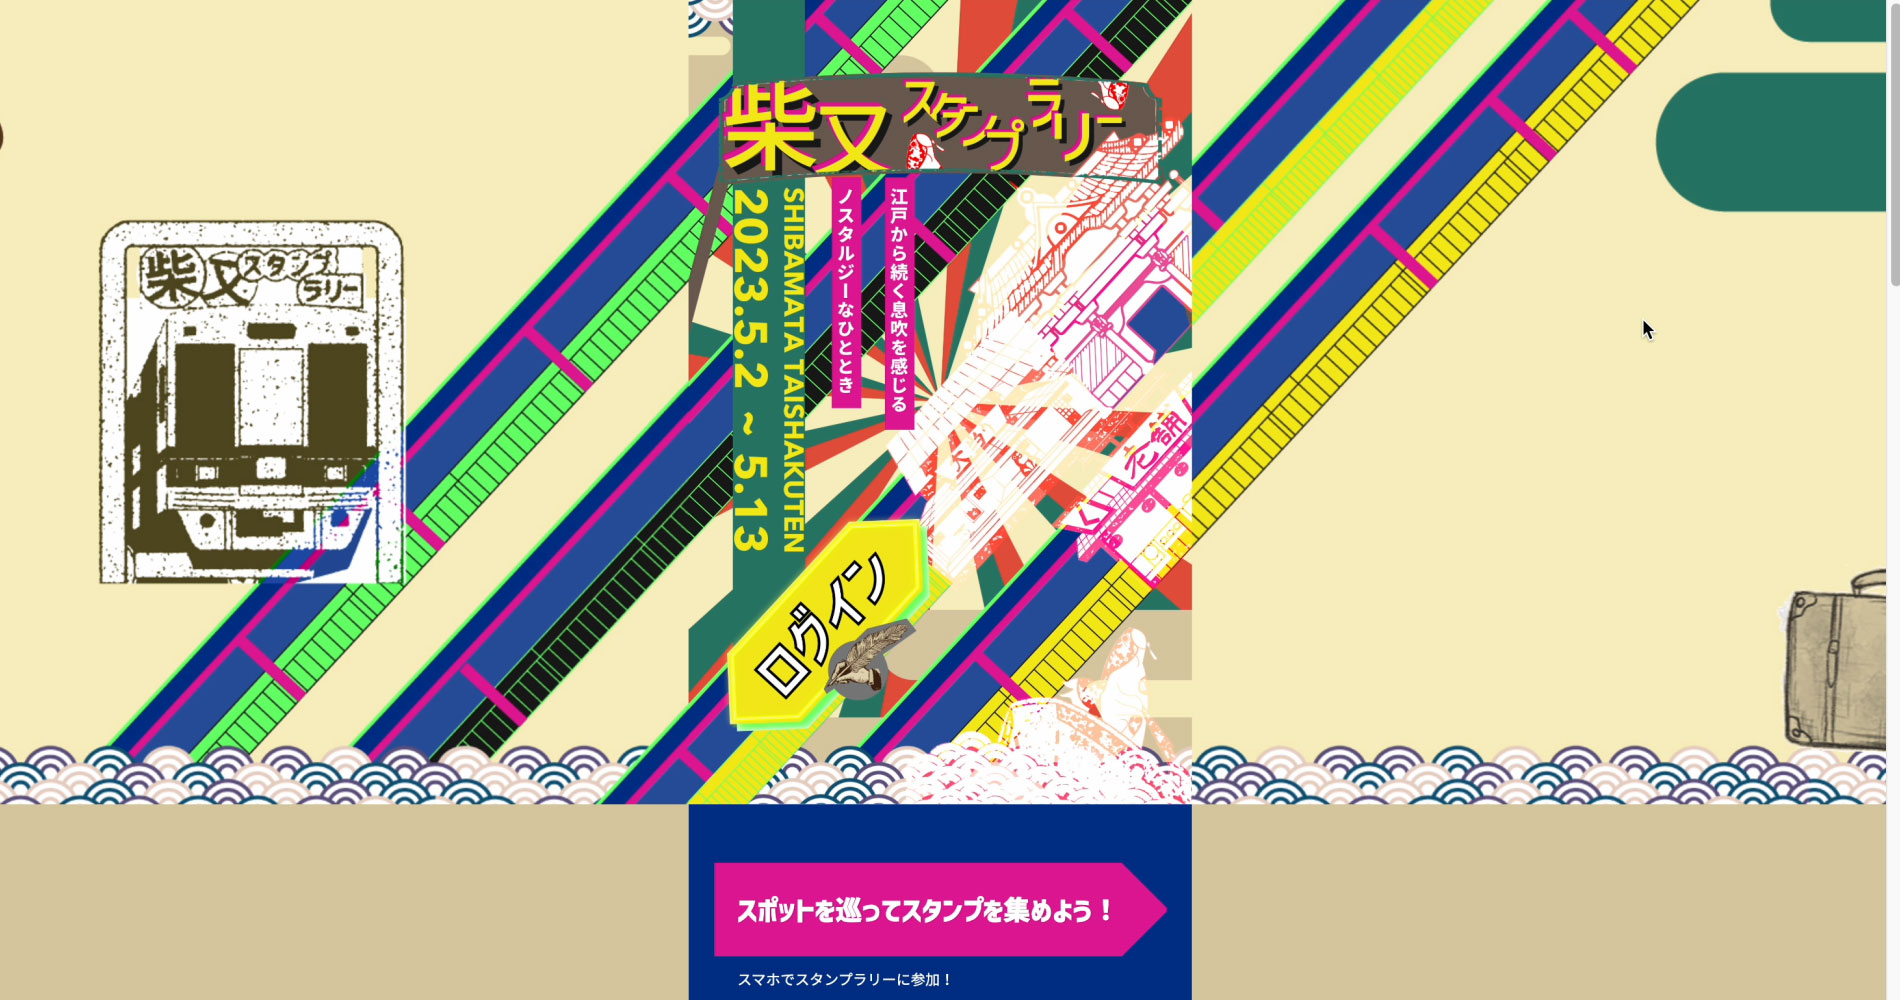 柴又スタンプラリー
江戸から続く息吹を感じる
ノスタルジーなひととき
SHIBAMATA TAISHAKUTEN
2023.5.2 ~ 5.13
柴又スタンプ
ラリー
ログイン
スポットを巡ってスタンプを集めよう！
スマホでスタンプラリーに参加！